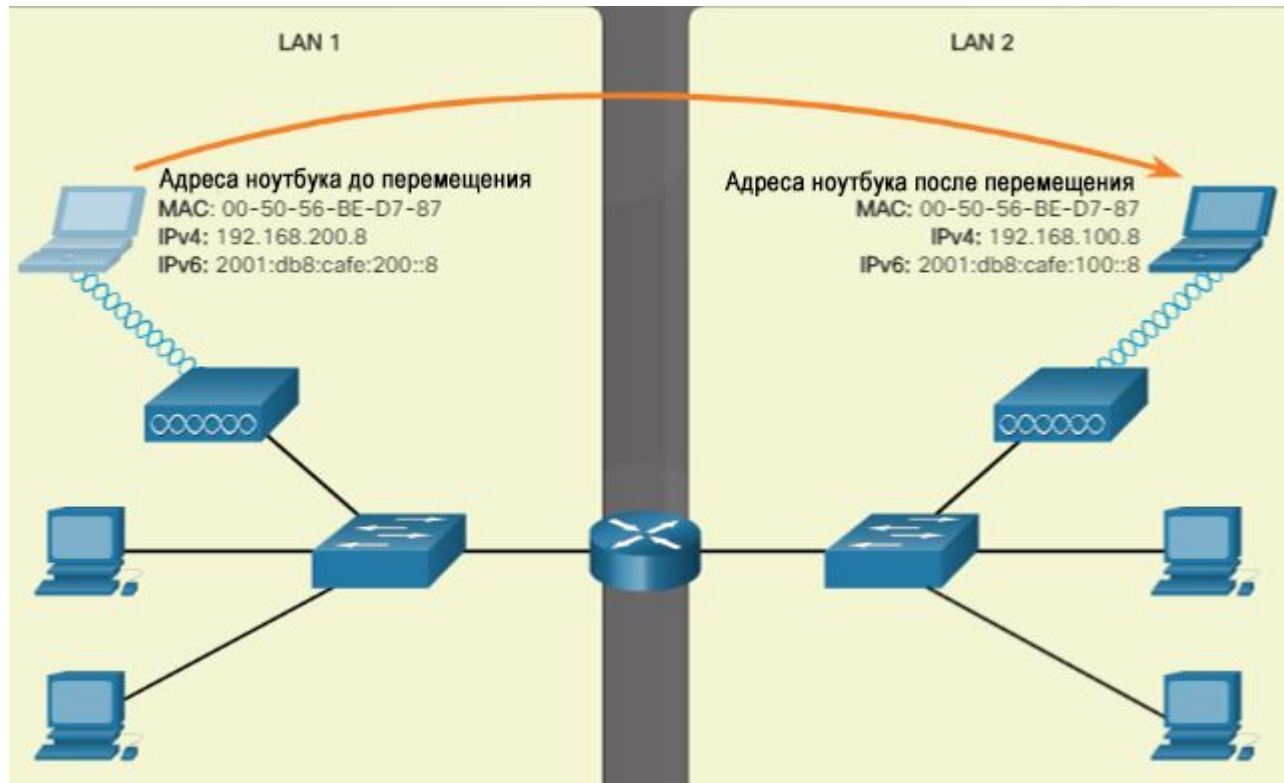 LAN 1
LAN 2
Адреса ноутбука до перемещения
MAC: 00-50-56-BE-D7-87
IPv4: 192.168.200.8
IPv6: 2001:db8:cafe:200::8
Адреса ноутбука после перемещения
MAC: 00-50-56-BE-D7-87
IPv4: 192.168.100.8
IPv6: 2001:db8:cafe:100::8